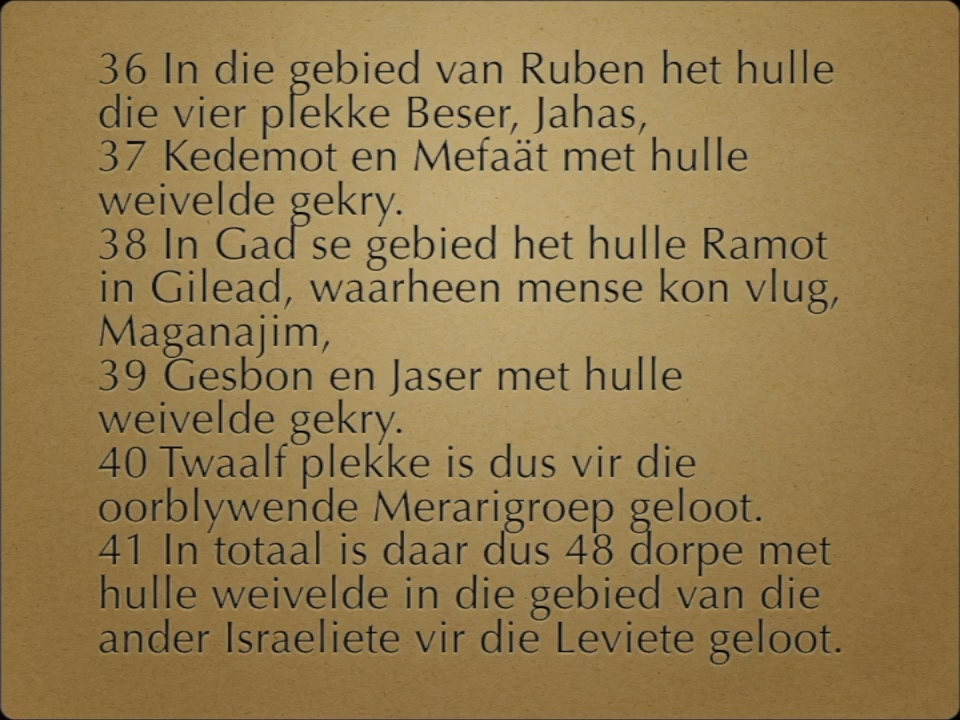 36 In die gebied van Ruben het hulle
die vier plekke Beser, Jahas,
37 Kedemot en Mefaät met hulle
weivelde gekry.
38 In Gad se gebied het hulle Ramot
in Gilead, waarheen mense kon vlug,
Maganajim,
39 Gesbon en Jaser met hulle
weivelde gekry.
40 Twaalf plekke is dus vir die
oorblywende Merarigroep geloot.
41 In totaal is daar dus 48 dorpe met
hulle weivelde in die gebied van die
ander Israeliete vir die Leviete geloot.